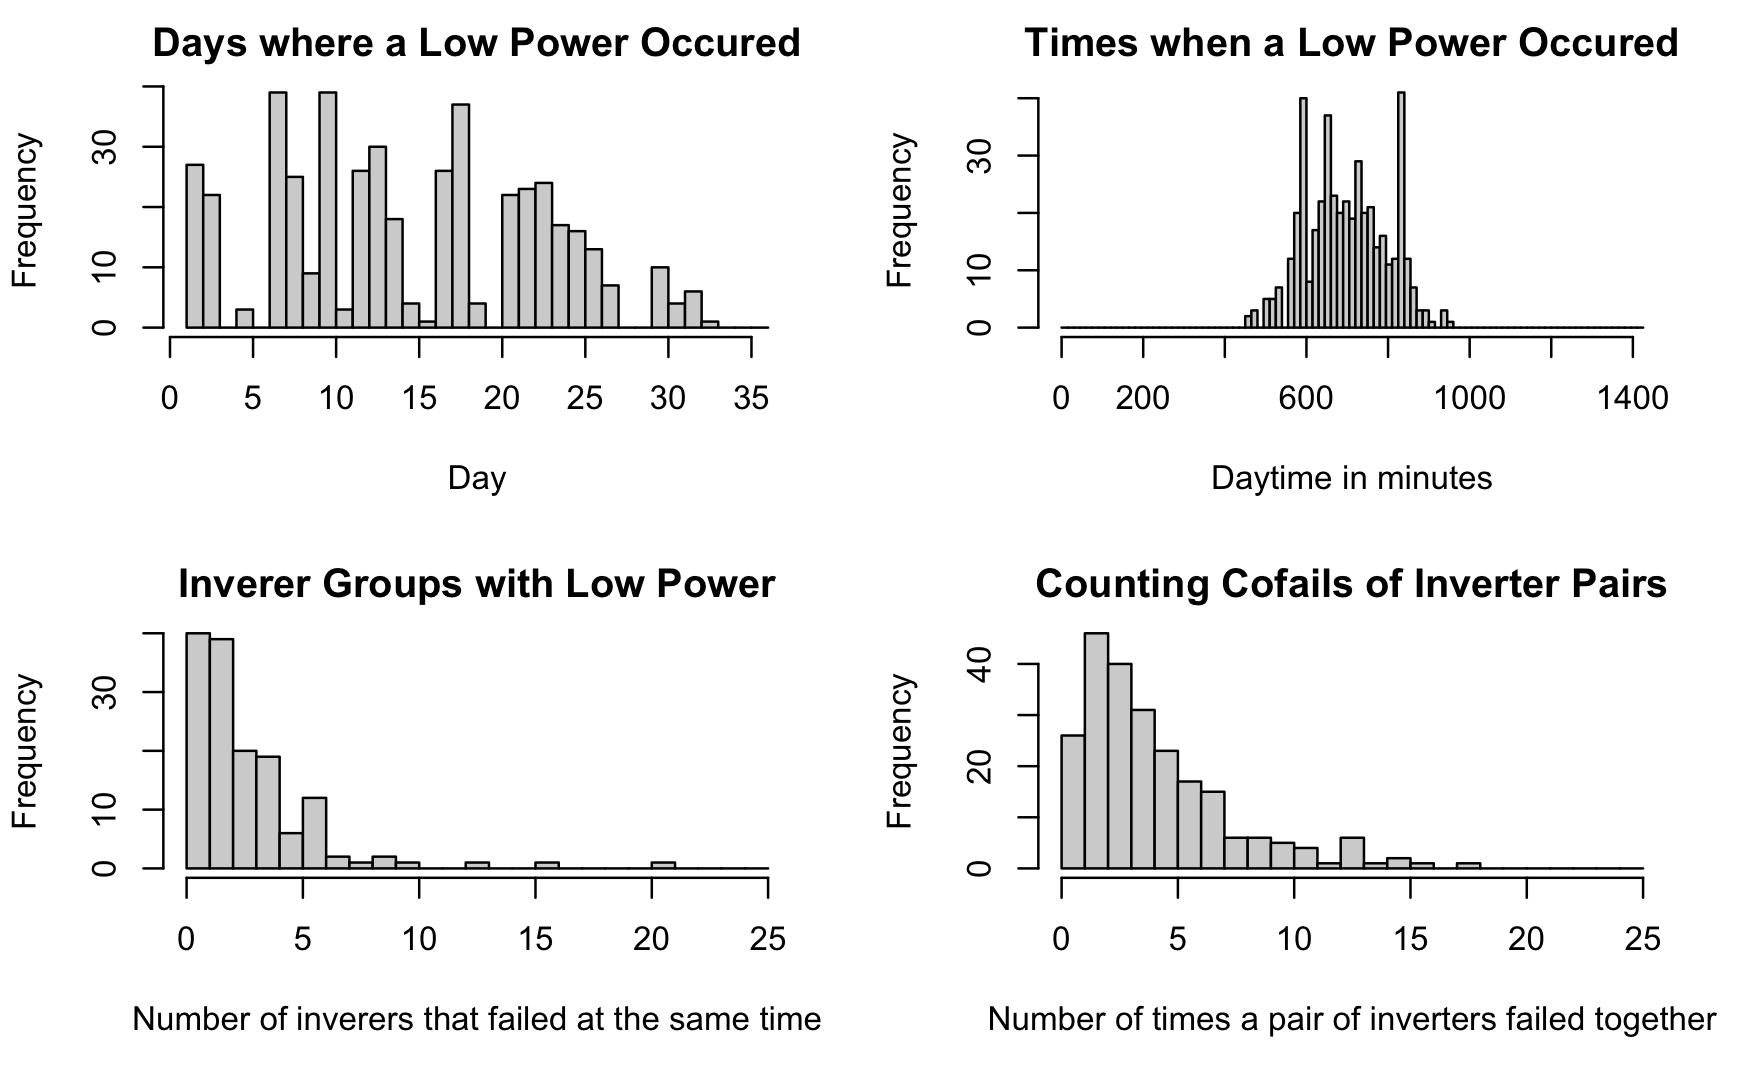 Days where a Low Power Occured
Frequency
0 10 30
0 5 10 15 20 25 30 35
Day
Times when a Low Power Occured
Frequency
0 10 30
0 200 600 1000 1400
Daytime in minutes
Inverer Groups with Low Power
Frequency
0 10 30
0 5 10 15 20 25
Number of inverers that failed at the same time
Counting Cofails of Inverter Pairs
Frequency
0 20 40
0 5 10 15 20 25
Number of times a pair of inverters failed together